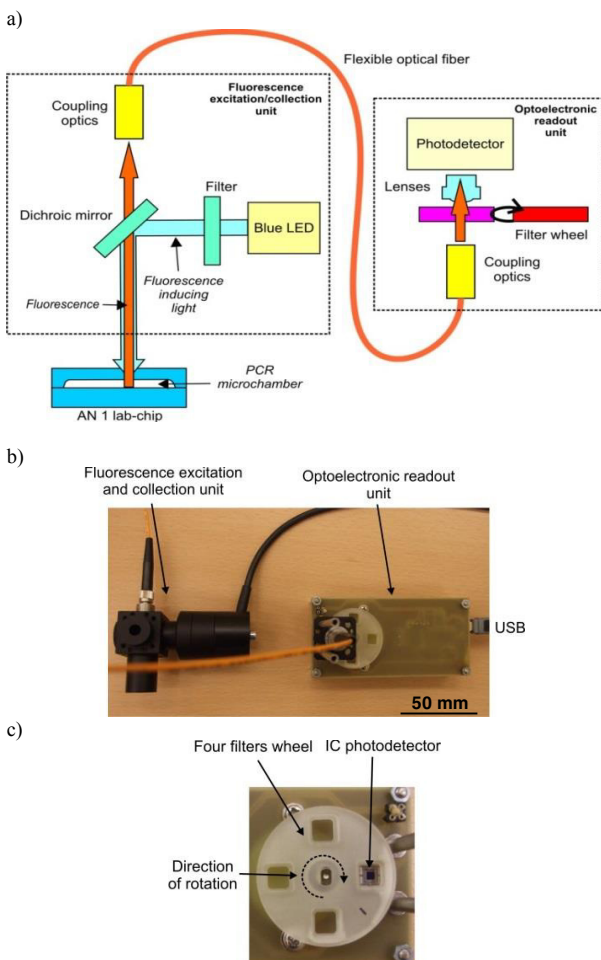 a)
Flexible optical fiber
Fluorescence
excitation/collection
unit
Coupling
optics
Optoelectronic
readout
unit
Photodetector
Lenses
Filter
Dichroic mirror
Blue LED
Filter wheel
Fluorescence
inducing
light
Coupling
optics
Fluorescence
PCR
microchamber
AN 1 lab-chip
b)
Fluorescence excitation
and collection unit
Optoelectronic readout
unit
USB
50 mm
c)
Four filters wheel
IC photodetector
Direction
of rotation